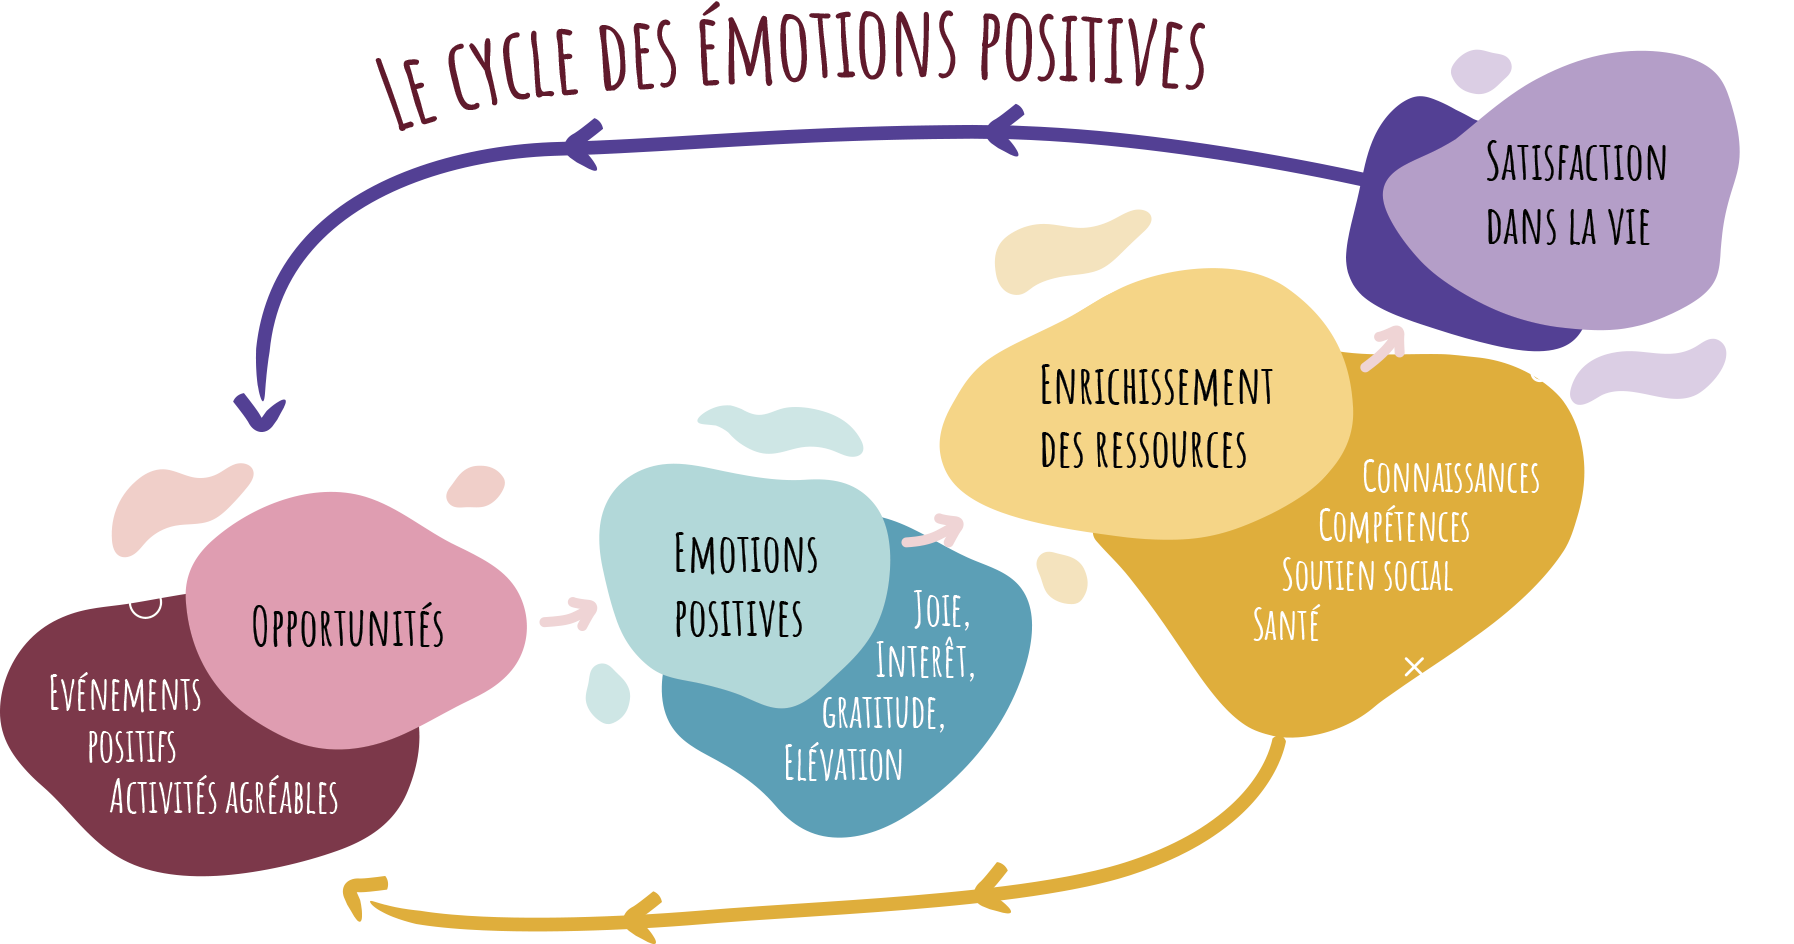 Le cycle des émotions positives
Satisfaction
dans la vie
Enrichissement
des ressources
Connaissances
Compétences
Soutien social
Santé
Emotions
positives
Joie,
Interêt,
gratitude,
Elévation
Opportunités
Evénements
positifs
Activités agréables